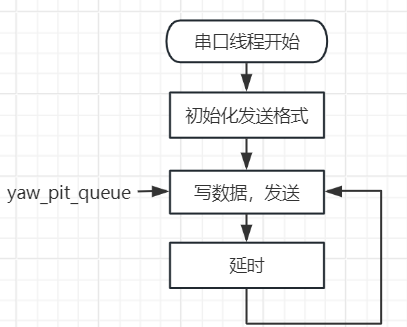 串口线程开始
初始化发送格式
yaw_pit_queue
写数据，发送
延时